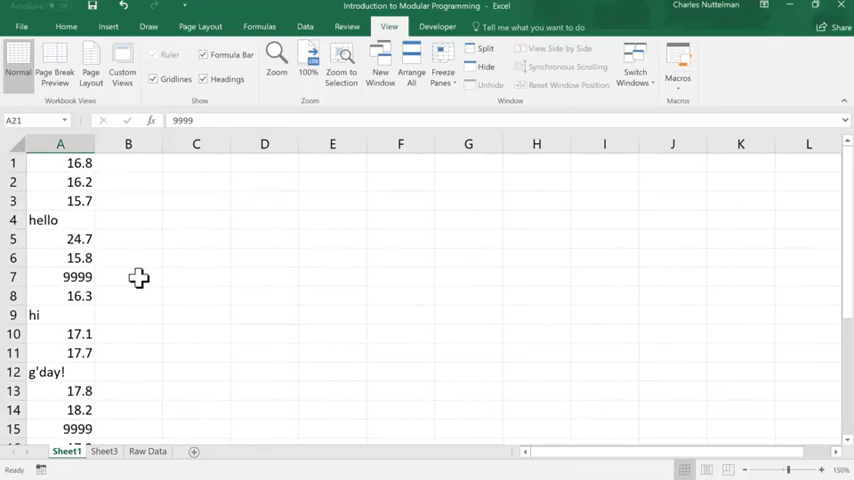 AutoSave Off Introduction to Modular Programming - Excel Charles Nuttelman
File Home Insert Draw Page Layout Formulas Data Review View Developer Tell me what you want to do Share
Normal Page Break Preview Page Layout Custom Views Ruler Formula Bar Gridlines Headings Zoom 100% Zoom to Selection New Window Arrange All Freeze Panes Split Hide Unhide View Side by Side Synchronous Scrolling Reset Window Position Switch Windows Macros
Workbook Views Show Zoom Window Macros
A21 fx 9999
A B C D E F G H I J K L
1 16.8
2 16.2
3 15.7
4 hello
5 24.7
6 15.8
7 9999
8 16.3
9 hi
10 17.1
11 17.7
12 g'day!
13 17.8
14 18.2
15 9999
Sheet1 Sheet3 Raw Data
Ready 150%